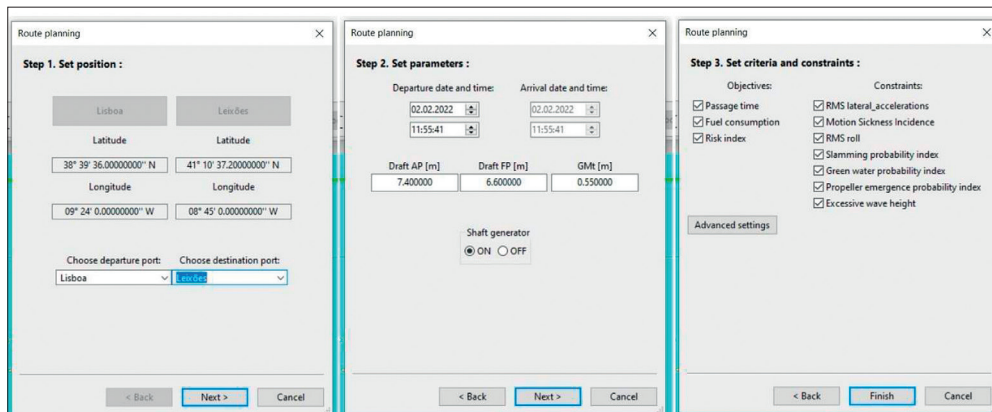 Route planning
Step 1. Set position :
Lisboa Leixões
Latitude Latitude
38° 39' 36.00000000'' N 41° 10' 37.20000000'' N
Longitude Longitude
09° 24' 0.00000000'' W 08° 45' 0.00000000'' W
Choose departure port: Choose destination port:
Lisboa Leixões
< Back Next > Cancel
Route planning
Step 2. Set parameters :
Departure date and time: Arrival date and time:
02.02.2022 02.02.2022
11:55:41 11:55:41
Draft AP [m] Draft FP [m] GMt [m]
7.400000 6.600000 0.550000
Shaft generator
ON OFF
< Back Next > Cancel
Route planning
Step 3. Set criteria and constraints :
Objectives: Constraints:
Passage time RMS lateral_accelerations
Fuel consumption Motion Sickness Incidence
Risk index RMS roll
Slamming probability index
Green water probability index
Propeller emergence probability index
Excessive wave height
Advanced settings
< Back Finish Cancel